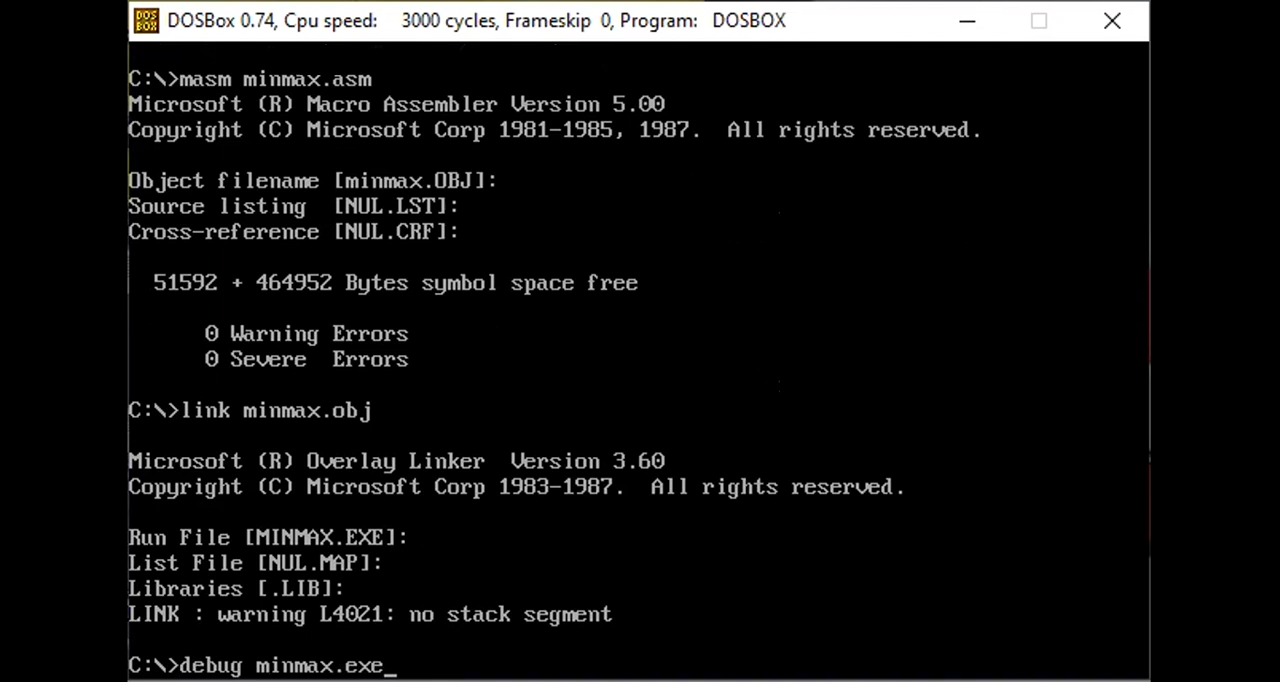 DOSBox 0.74, Cpu speed: 3000 cycles, Frameskip 0, Program: DOSBOX
C:\>masm minmax.asm
Microsoft (R) Macro Assembler Version 5.00
Copyright (C) Microsoft Corp 1981-1985, 1987. All rights reserved.
Object filename [minmax.OBJ]:
Source listing [NUL.LST]:
Cross-reference [NUL.CRF]:
51592 + 464952 Bytes symbol space free
0 Warning Errors
0 Severe Errors
C:\>link minmax.obj
Microsoft (R) Overlay Linker Version 3.60
Copyright (C) Microsoft Corp 1983-1987. All rights reserved.
Run File [MINMAX.EXE]:
List File [NUL.MAP]:
Libraries [.LIB]:
LINK : warning L4021: no stack segment
C:\>debug minmax.exe_